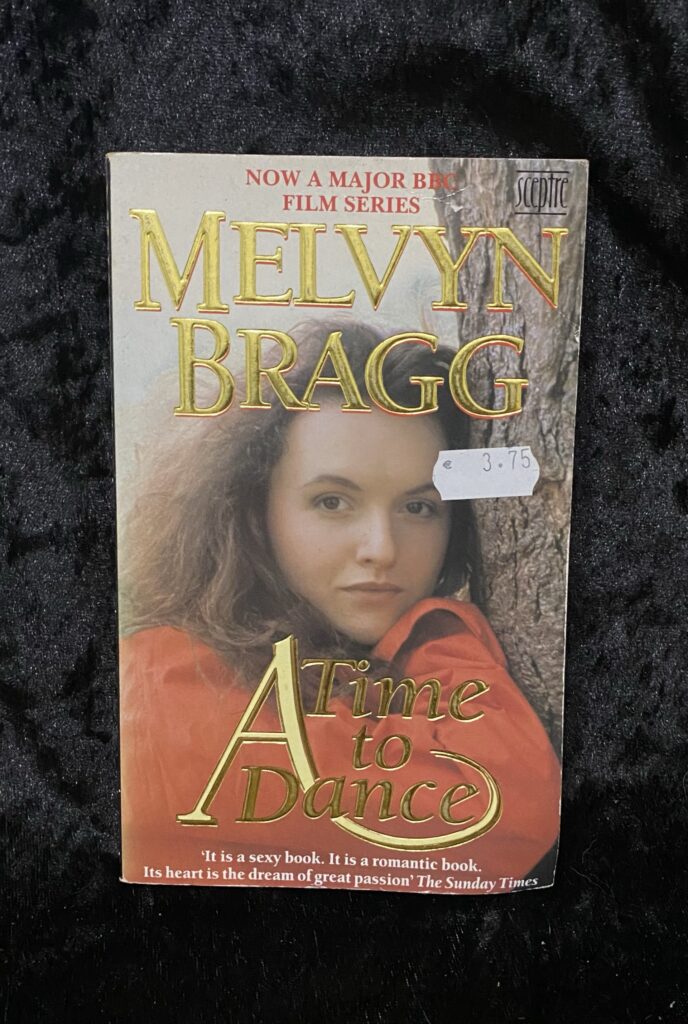 NOW A MAJOR BBC
FILM SERIES
sceptre
MELVYN
BRAGG
€ 3.75
A Time
to
Dance
‘It is a sexy book. It is a romantic book.
Its heart is the dream of great passion’ The Sunday Times